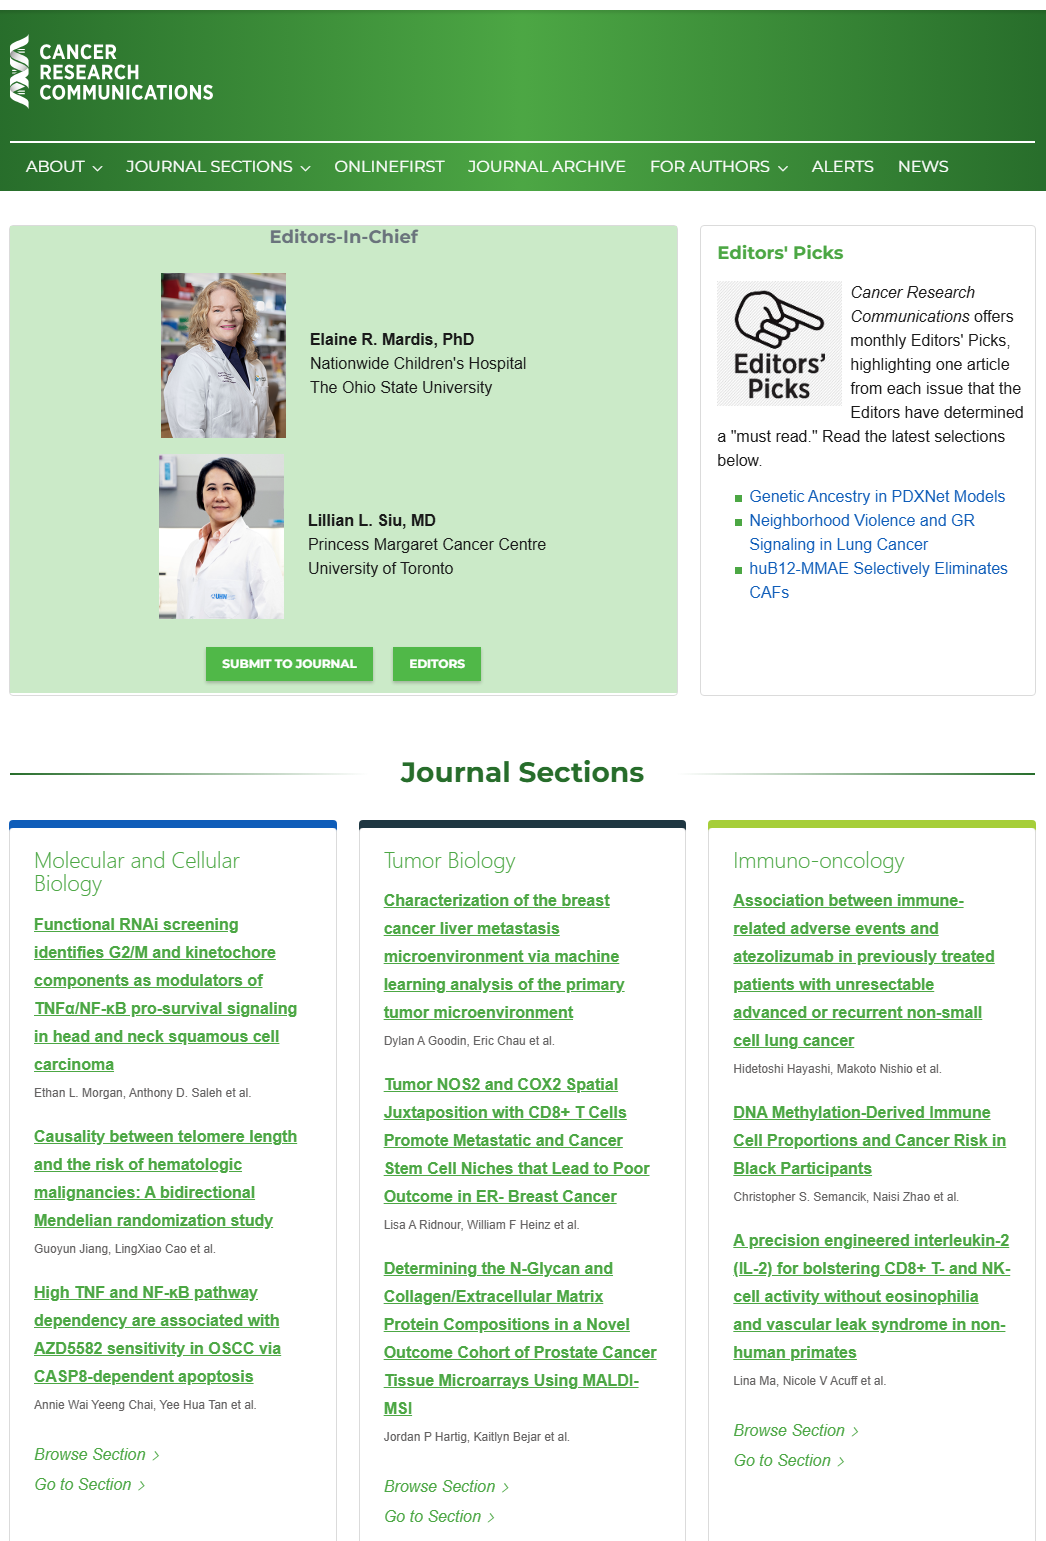 CANCER
RESEARCH
COMMUNICATIONS
ABOUT
JOURNAL SECTIONS
ONLINEFIRST
JOURNAL ARCHIVE
FOR AUTHORS
ALERTS
NEWS
Editors-In-Chief
Elaine R. Mardis, PhD
Nationwide Children's Hospital
The Ohio State University
Lillian L. Siu, MD
Princess Margaret Cancer Centre
University of Toronto
UHN
SUBMIT TO JOURNAL
EDITORS
Editors' Picks
Editors'
Picks
Cancer Research
Communications offers
monthly Editors' Picks,
highlighting one article
from each issue that the
Editors have determined
a "must read." Read the latest selections
below.
Genetic Ancestry in PDXNet Models
Neighborhood Violence and GR
Signaling in Lung Cancer
huB12-MMAE Selectively Eliminates
CAFs
Journal Sections
Molecular and Cellular
Biology
Functional RNAi screening
identifies G2/M and kinetochore
components as modulators of
TNFα/NF-κB pro-survival signaling
in head and neck squamous cell
carcinoma
Ethan L. Morgan, Anthony D. Saleh et al.
Causality between telomere length
and the risk of hematologic
malignancies: A bidirectional
Mendelian randomization study
Guoyun Jiang, LingXiao Cao et al.
High TNF and NF-κB pathway
dependency are associated with
AZD5582 sensitivity in OSCC via
CASP8-dependent apoptosis
Annie Wai Yeeng Chai, Yee Hua Tan et al.
Browse Section
Go to Section
Tumor Biology
Characterization of the breast
cancer liver metastasis
microenvironment via machine
learning analysis of the primary
tumor microenvironment
Dylan A Goodin, Eric Chau et al.
Tumor NOS2 and COX2 Spatial
Juxtaposition with CD8+ T Cells
Promote Metastatic and Cancer
Stem Cell Niches that Lead to Poor
Outcome in ER- Breast Cancer
Lisa A Ridnour, William F Heinz et al.
Determining the N-Glycan and
Collagen/Extracellular Matrix
Protein Compositions in a Novel
Outcome Cohort of Prostate Cancer
Tissue Microarrays Using MALDI-
MSI
Jordan P Hartig, Kaitlyn Bejar et al.
Browse Section
Go to Section
Immuno-oncology
Association between immune-
related adverse events and
atezolizumab in previously treated
patients with unresectable
advanced or recurrent non-small
cell lung cancer
Hidetoshi Hayashi, Makoto Nishio et al.
DNA Methylation-Derived Immune
Cell Proportions and Cancer Risk in
Black Participants
Christopher S. Semancik, Naisi Zhao et al.
A precision engineered interleukin-2
(IL-2) for bolstering CD8+ T- and NK-
cell activity without eosinophilia
and vascular leak syndrome in non-
human primates
Lina Ma, Nicole V Acuff et al.
Browse Section
Go to Section